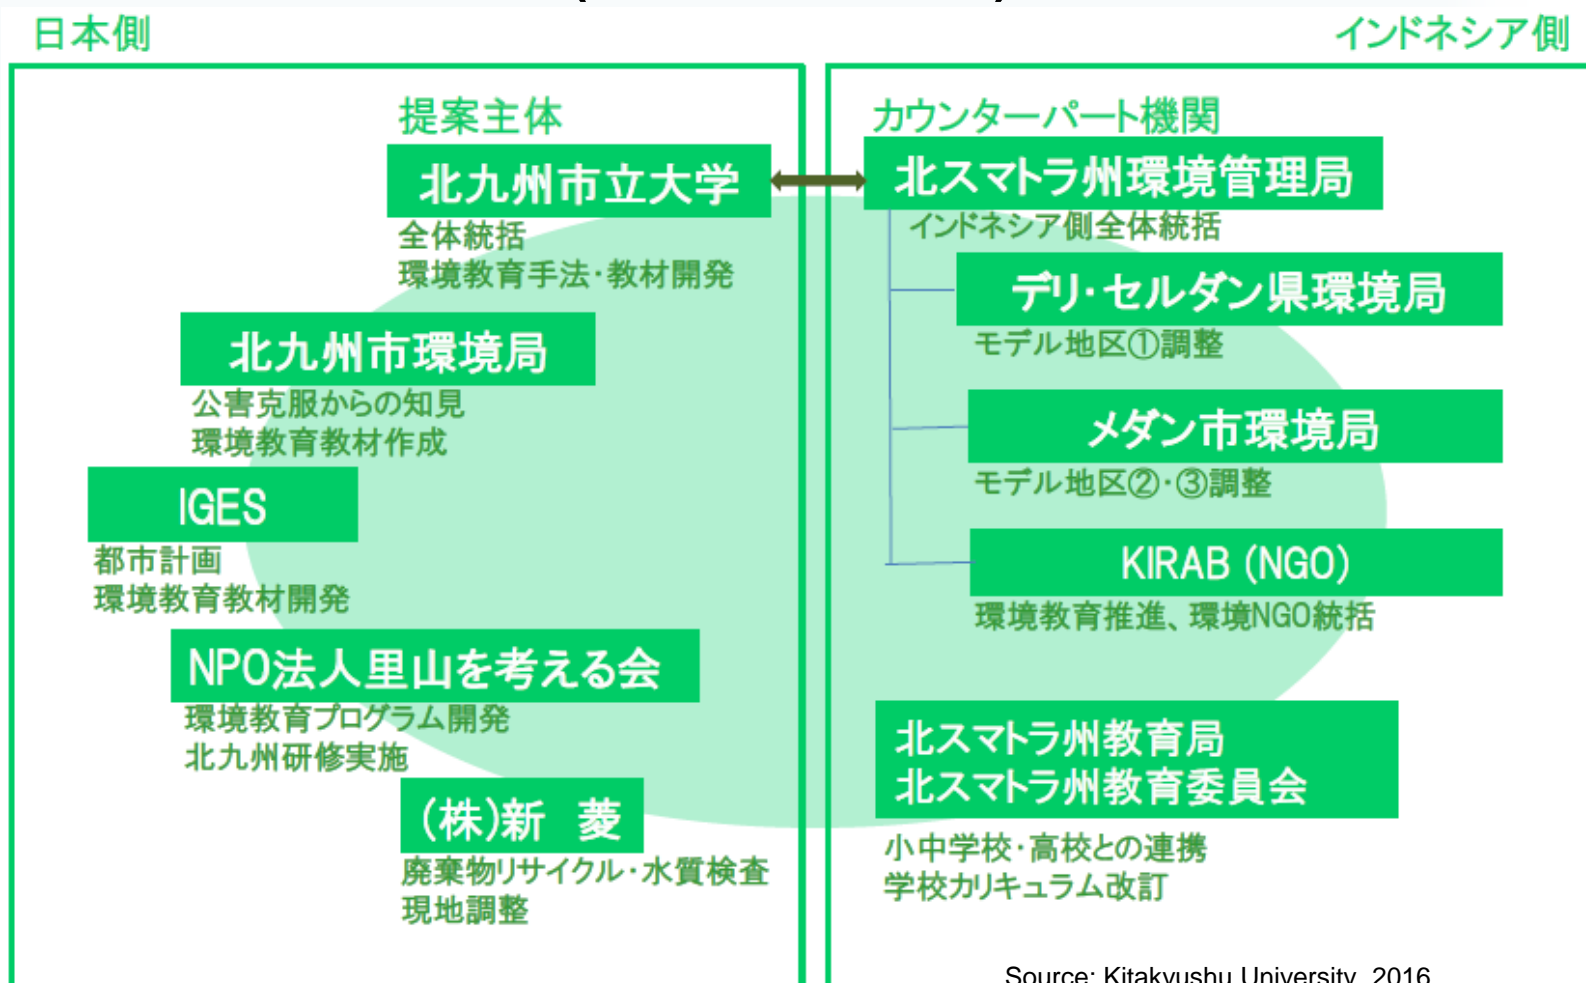 日本側
提案主体
北九州市立大学
全体統括
環境教育手法・教材開発
北九州市環境局
公害克服からの知見
環境教育教材作成
IGES
都市計画
環境教育教材開発
NPO法人里山を考える会
環境教育プログラム開発
北九州研修実施
(株)新　菱
廃棄物リサイクル・水質検査
現地調整
インドネシア側
カウンターパート機関
北スマトラ州環境管理局
インドネシア側全体統括
デリ・セルダン県環境局
モデル地区①調整
メダン市環境局
モデル地区②・③調整
KIRAB (NGO)
環境教育推進、環境NGO統括
北スマトラ州教育局
北スマトラ州教育委員会
小中学校・高校との連携
学校カリキュラム改訂
Source: Kitakyushu University, 2016